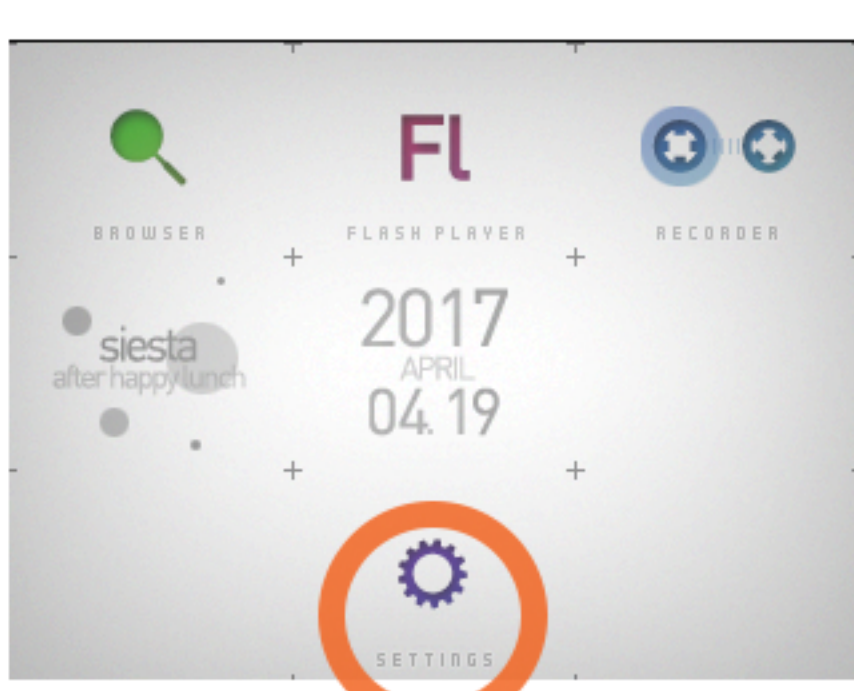 Fl
BROWSER
FLASH PLAYER
RECORDER
siesta
after happy lunch
2017
APRIL
04. 19
SETTINGS